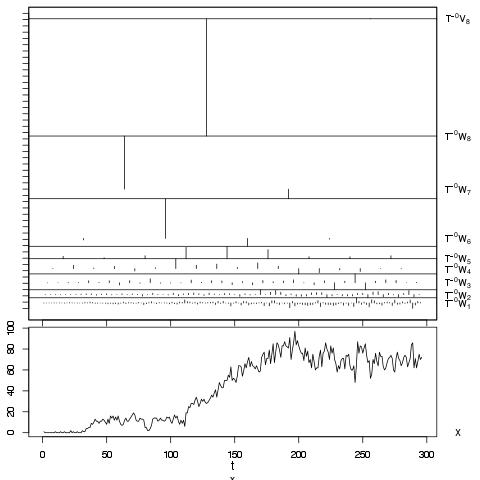 T⁻⁰V₈
T⁻⁰W₈
T⁻⁰W₇
T⁻⁰W₆
T⁻⁰W₅
T⁻⁰W₄
T⁻⁰W₃
T⁻⁰W₂
T⁻⁰W₁
100
80
60
40
20
0
X
0 50 100 150 200 250 300
t
x